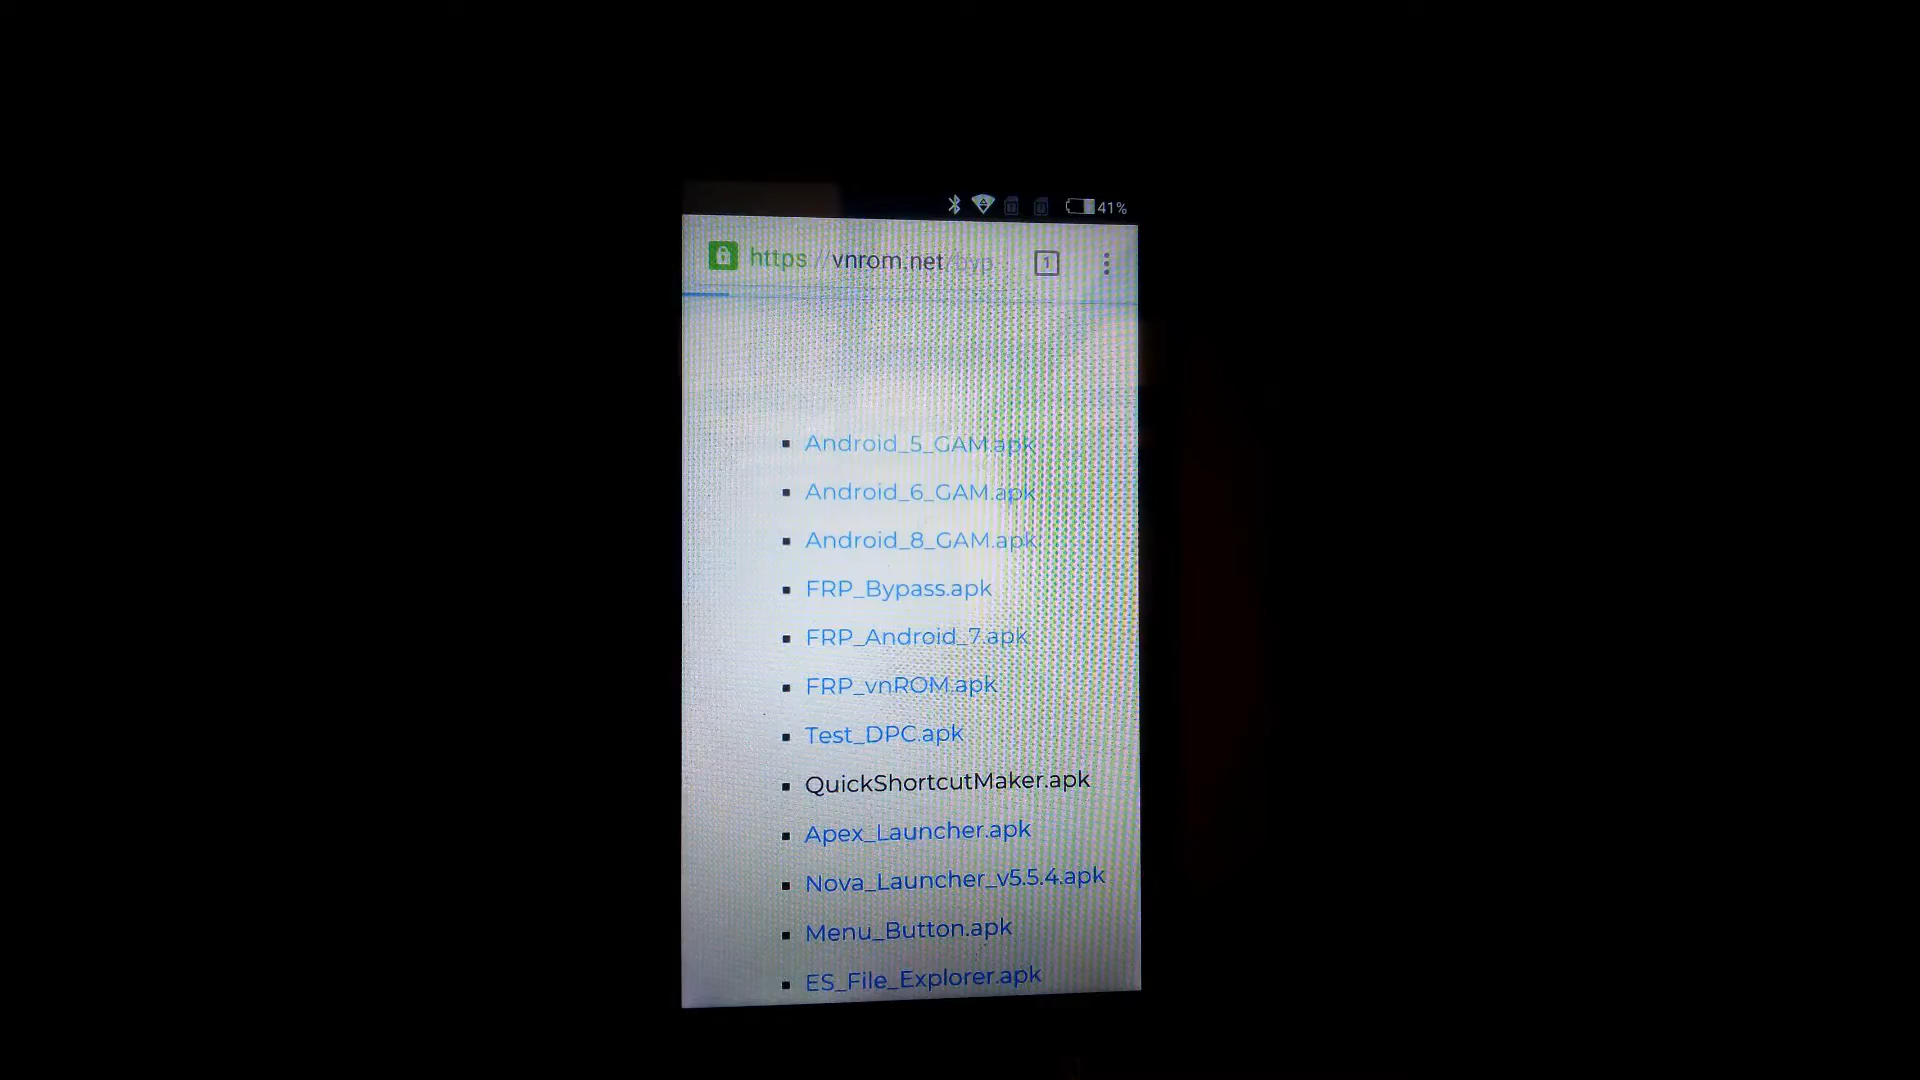 41%
https://vnrom.net/byp
1
Android_5_GAM.apk
Android_6_GAM.apk
Android_8_GAM.apk
FRP_Bypass.apk
FRP_Android_7.apk
FRP_vnROM.apk
Test_DPC.apk
QuickShortcutMaker.apk
Apex_Launcher.apk
Nova_Launcher_v5.5.4.apk
Menu_Button.apk
ES_File_Explorer.apk